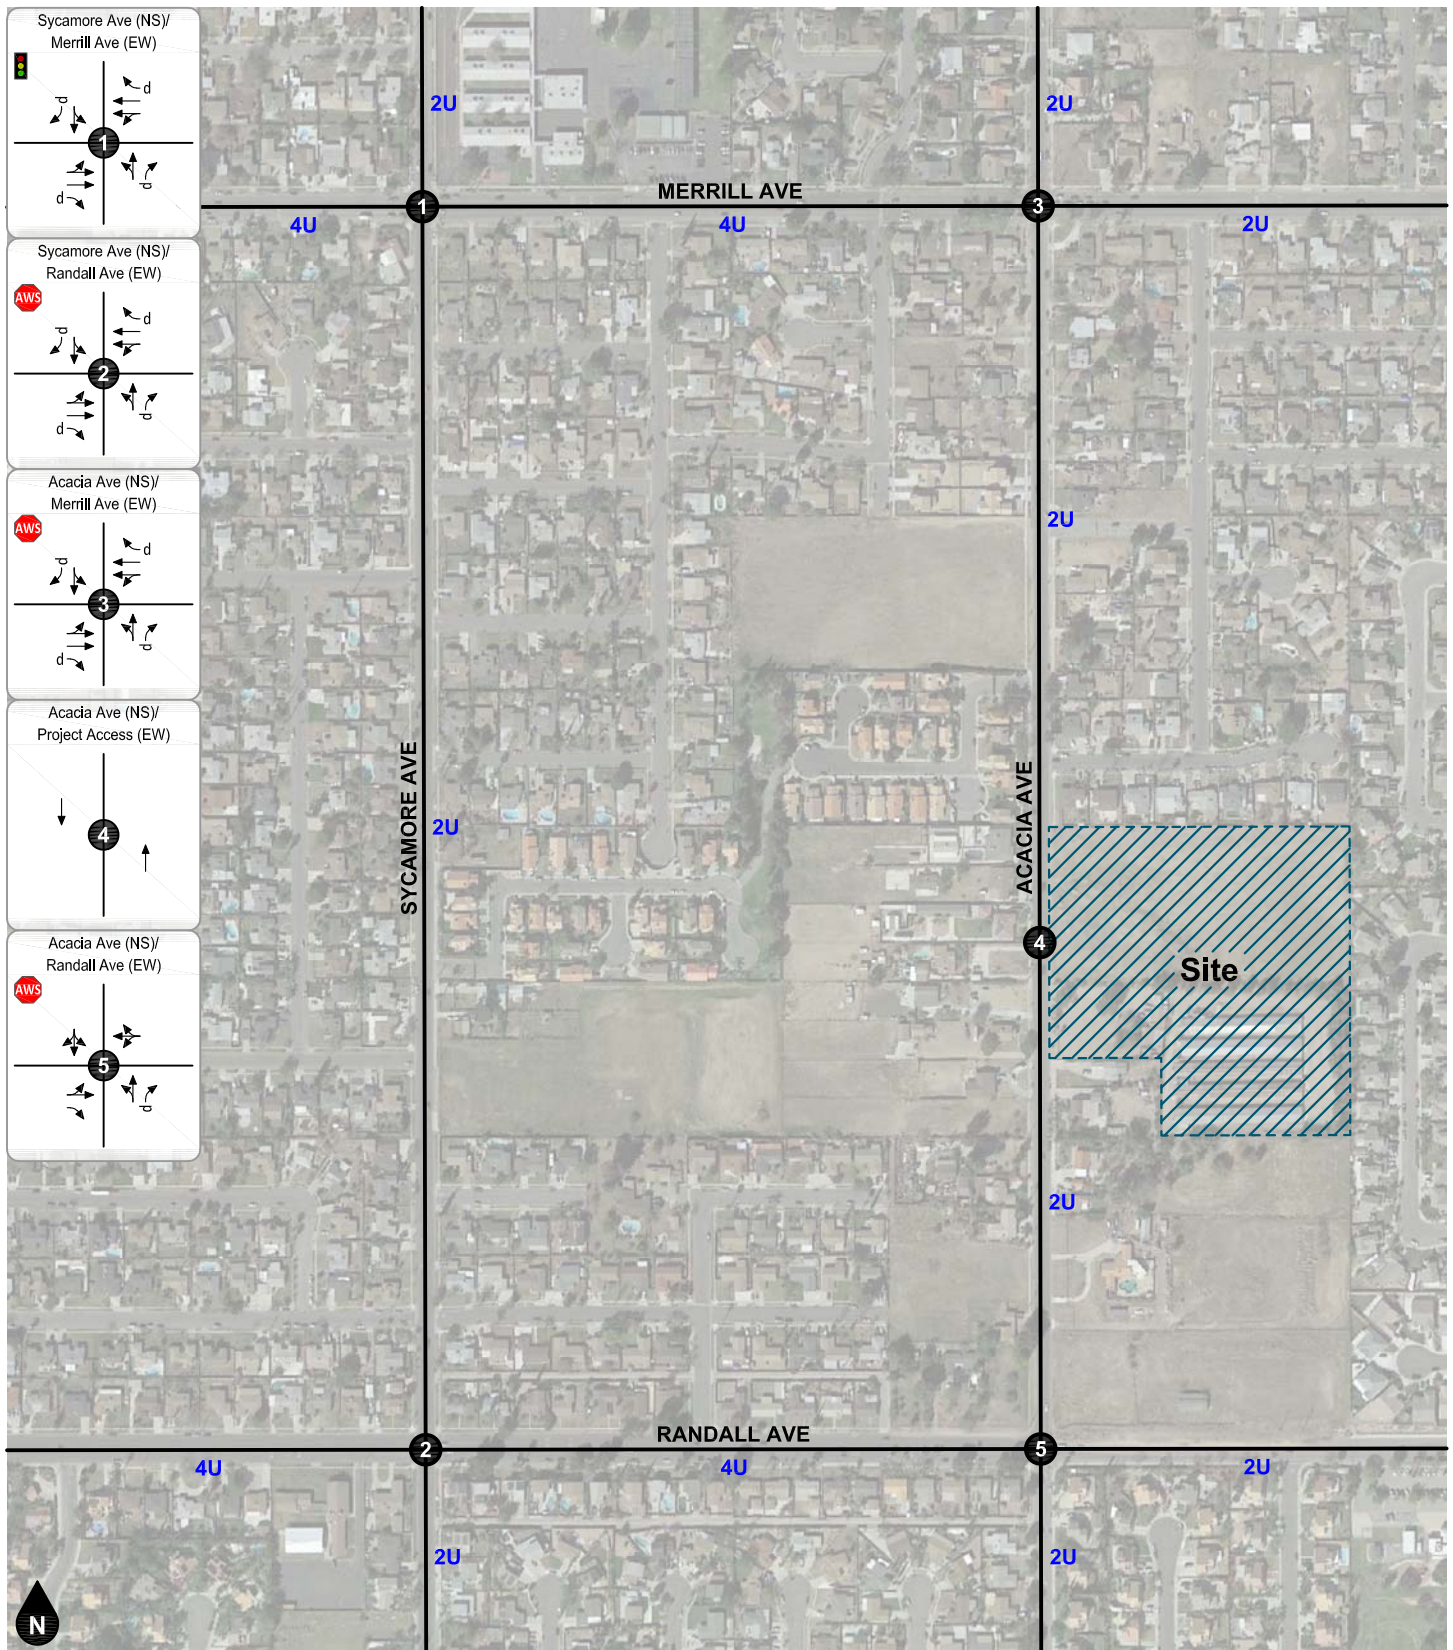 Sycamore Ave (NS)/
Merrill Ave (EW)
d
d
1
d
d
Sycamore Ave (NS)/
Randall Ave (EW)
AWS
d
d
2
d
d
Acacia Ave (NS)/
Merrill Ave (EW)
AWS
d
d
3
d
d
Acacia Ave (NS)/
Project Access (EW)
4
Acacia Ave (NS)/
Randall Ave (EW)
AWS
5
d
2U
2U
MERRILL AVE
1
3
4U
4U
2U
2U
SYCAMORE AVE
2U
ACACIA AVE
4
Site
2U
RANDALL AVE
2
5
4U
4U
2U
2U
2U
N